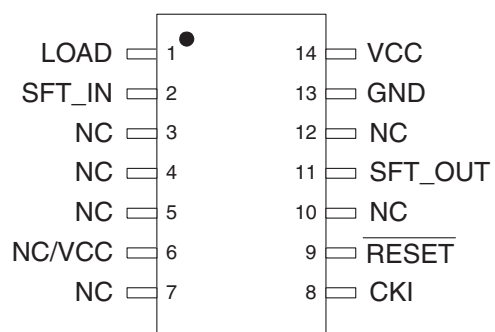 LOAD 1 14 VCC
SFT_IN 2 13 GND
NC 3 12 NC
NC 4 11 SFT_OUT
NC 5 10 NC
NC/VCC 6 9 R̅E̅S̅E̅T̅
NC 7 8 CKI